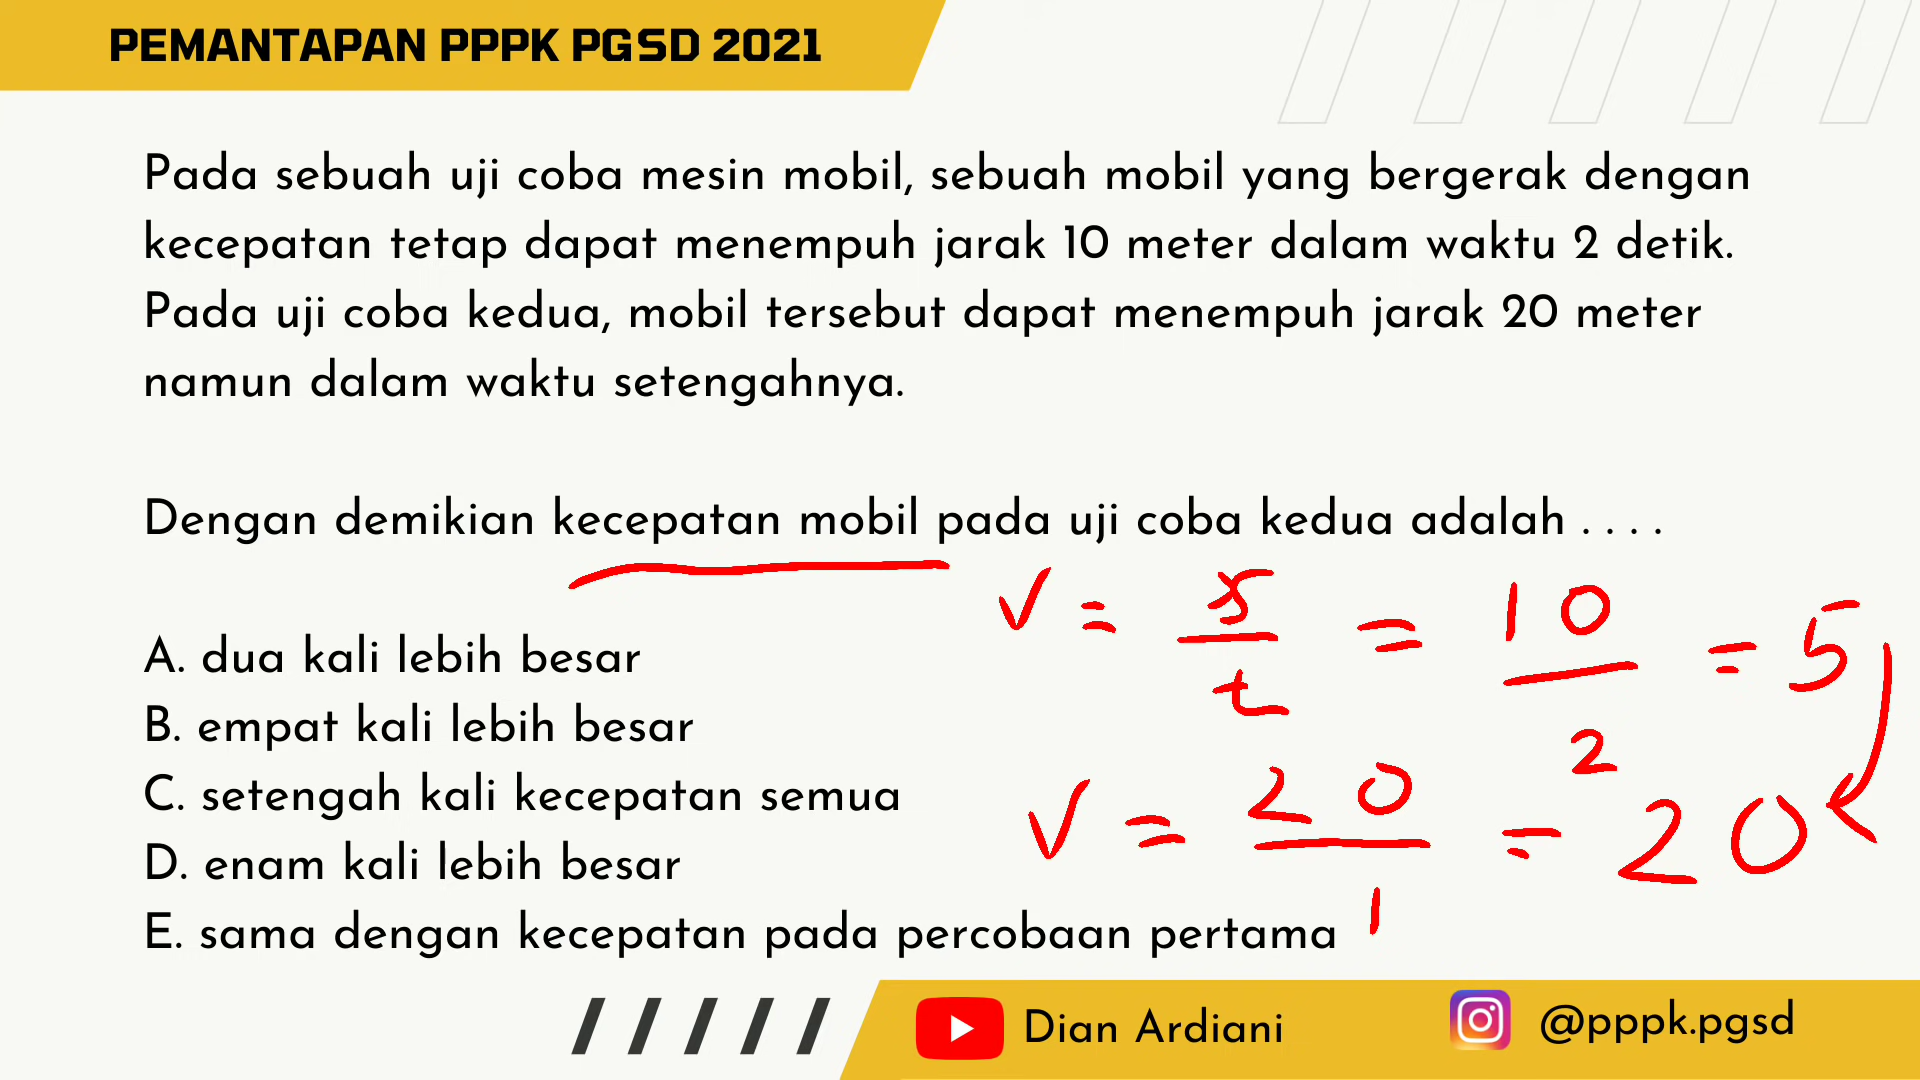 PEMANTAPAN PPPK PGSD 2021
Pada sebuah uji coba mesin mobil, sebuah mobil yang bergerak dengan
kecepatan tetap dapat menempuh jarak 10 meter dalam waktu 2 detik.
Pada uji coba kedua, mobil tersebut dapat menempuh jarak 20 meter
namun dalam waktu setengahnya.
Dengan demikian kecepatan mobil pada uji coba kedua adalah . . . .
A. dua kali lebih besar
B. empat kali lebih besar
C. setengah kali kecepatan semua
D. enam kali lebih besar
E. sama dengan kecepatan pada percobaan pertama
v = s/t = 10/2 = 5
v = 20/1 = 20
Dian Ardiani
@pppk.pgsd